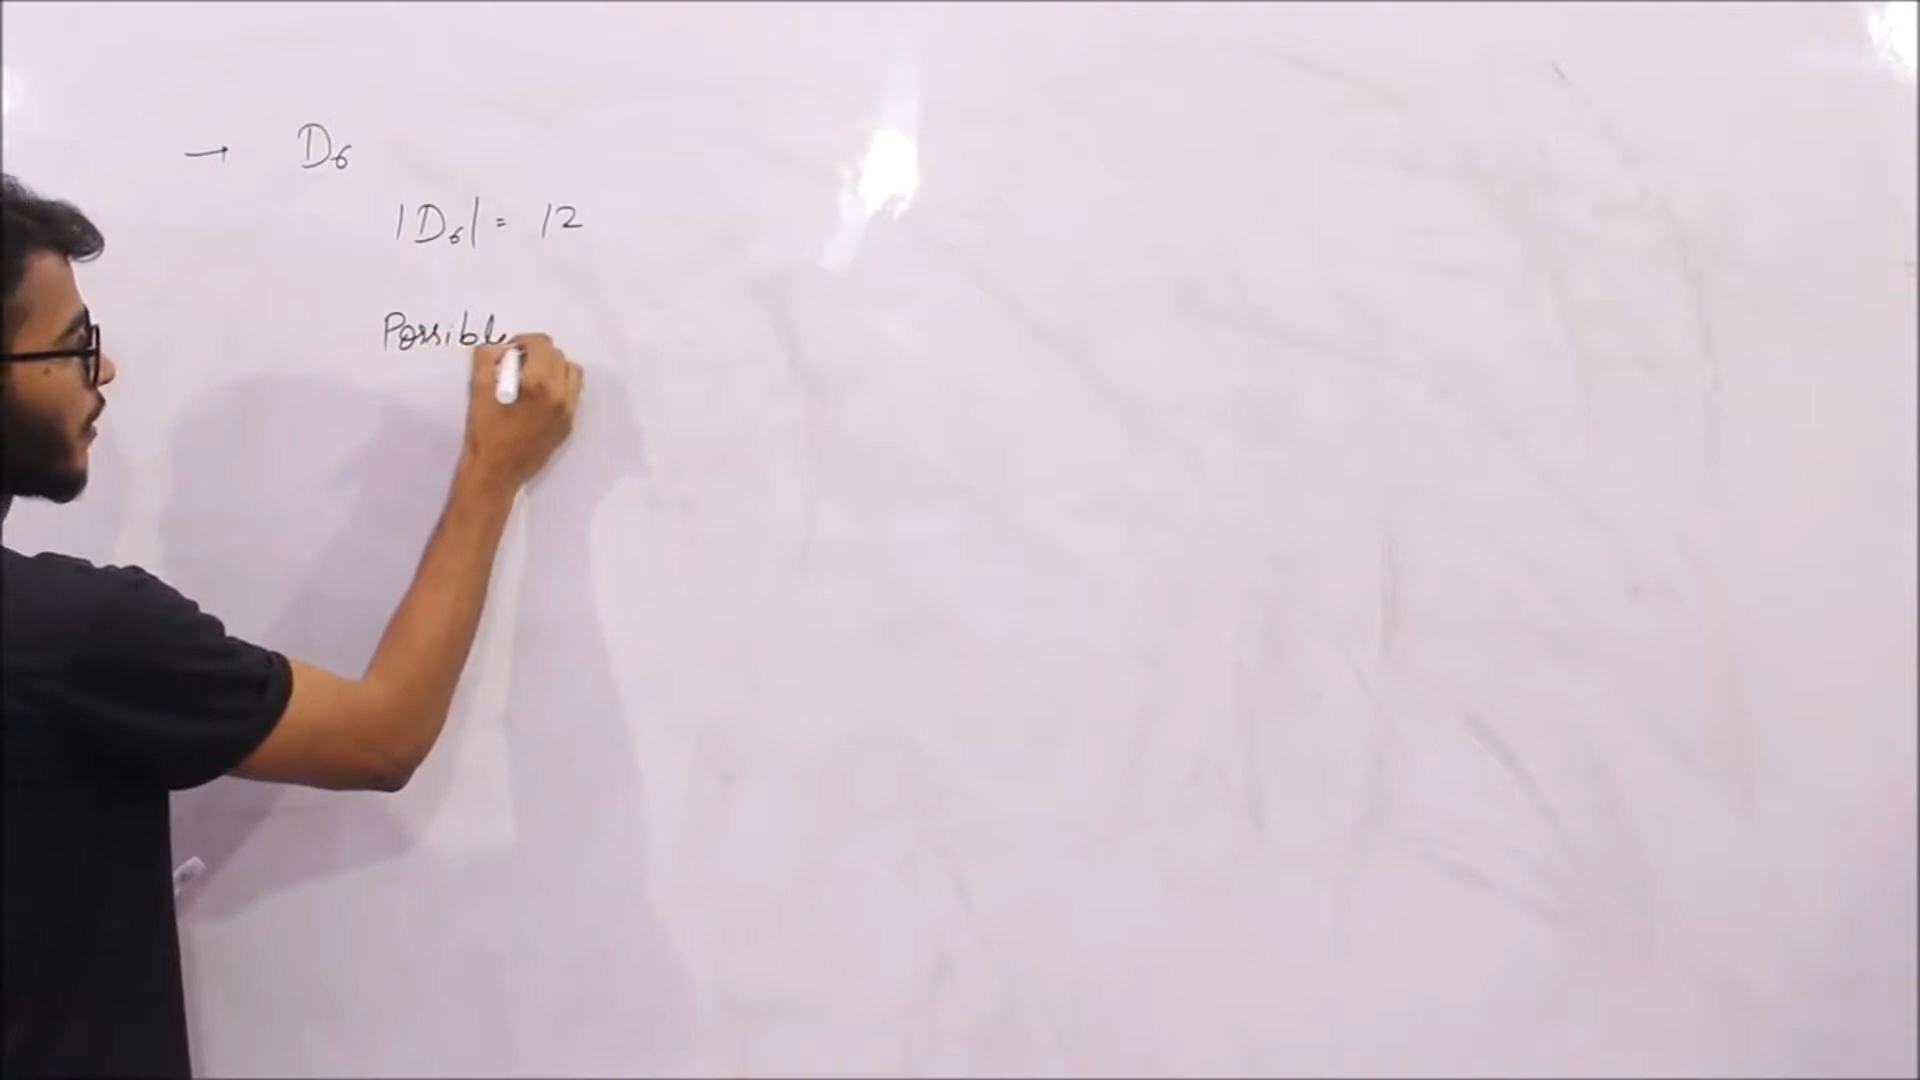 → D₆
|D₆| = 12
Possible